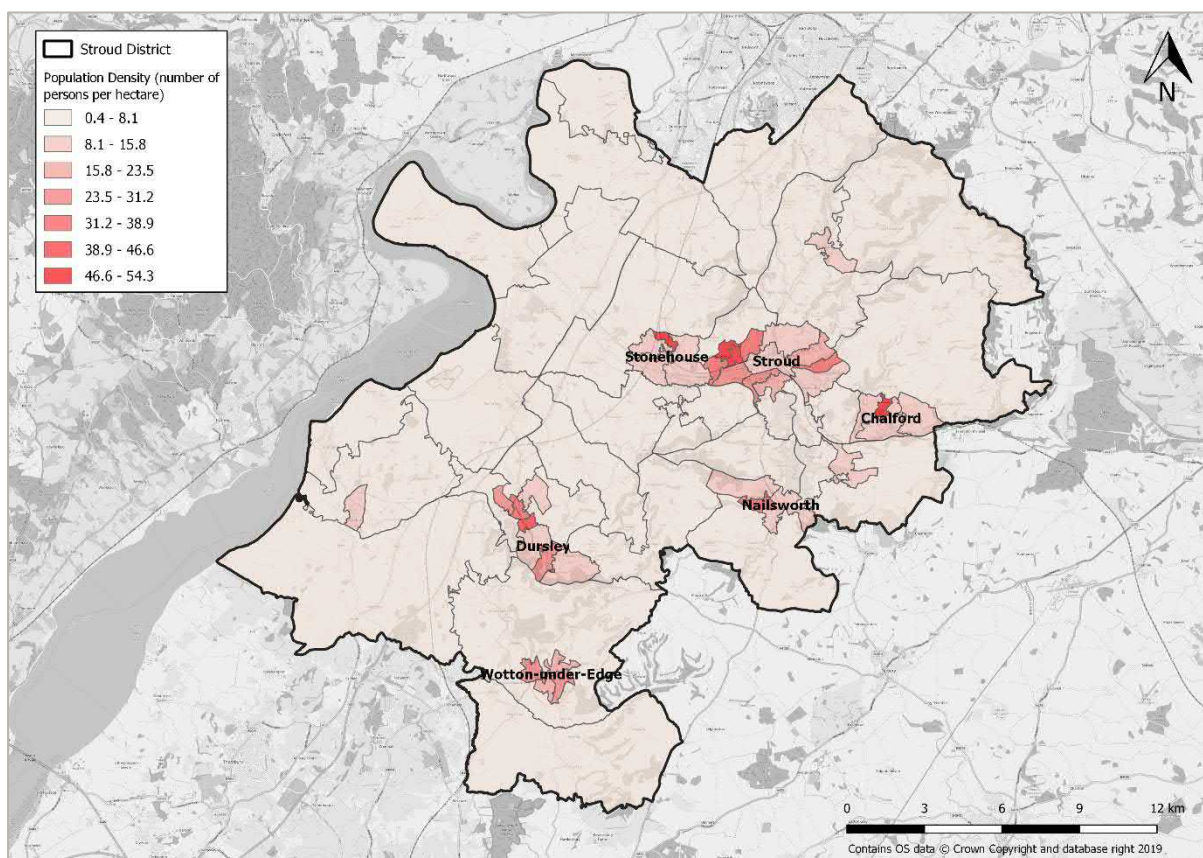 Stroud District
Population Density (number of
persons per hectare)
0.4 - 8.1
8.1 - 15.8
15.8 - 23.5
23.5 - 31.2
31.2 - 38.9
38.9 - 46.6
46.6 - 54.3
N
Stonehouse
Stroud
Chalford
Nailsworth
Dursley
Wotton-under-Edge
0 3 6 9 12 km
Contains OS data © Crown Copyright and database right 2019